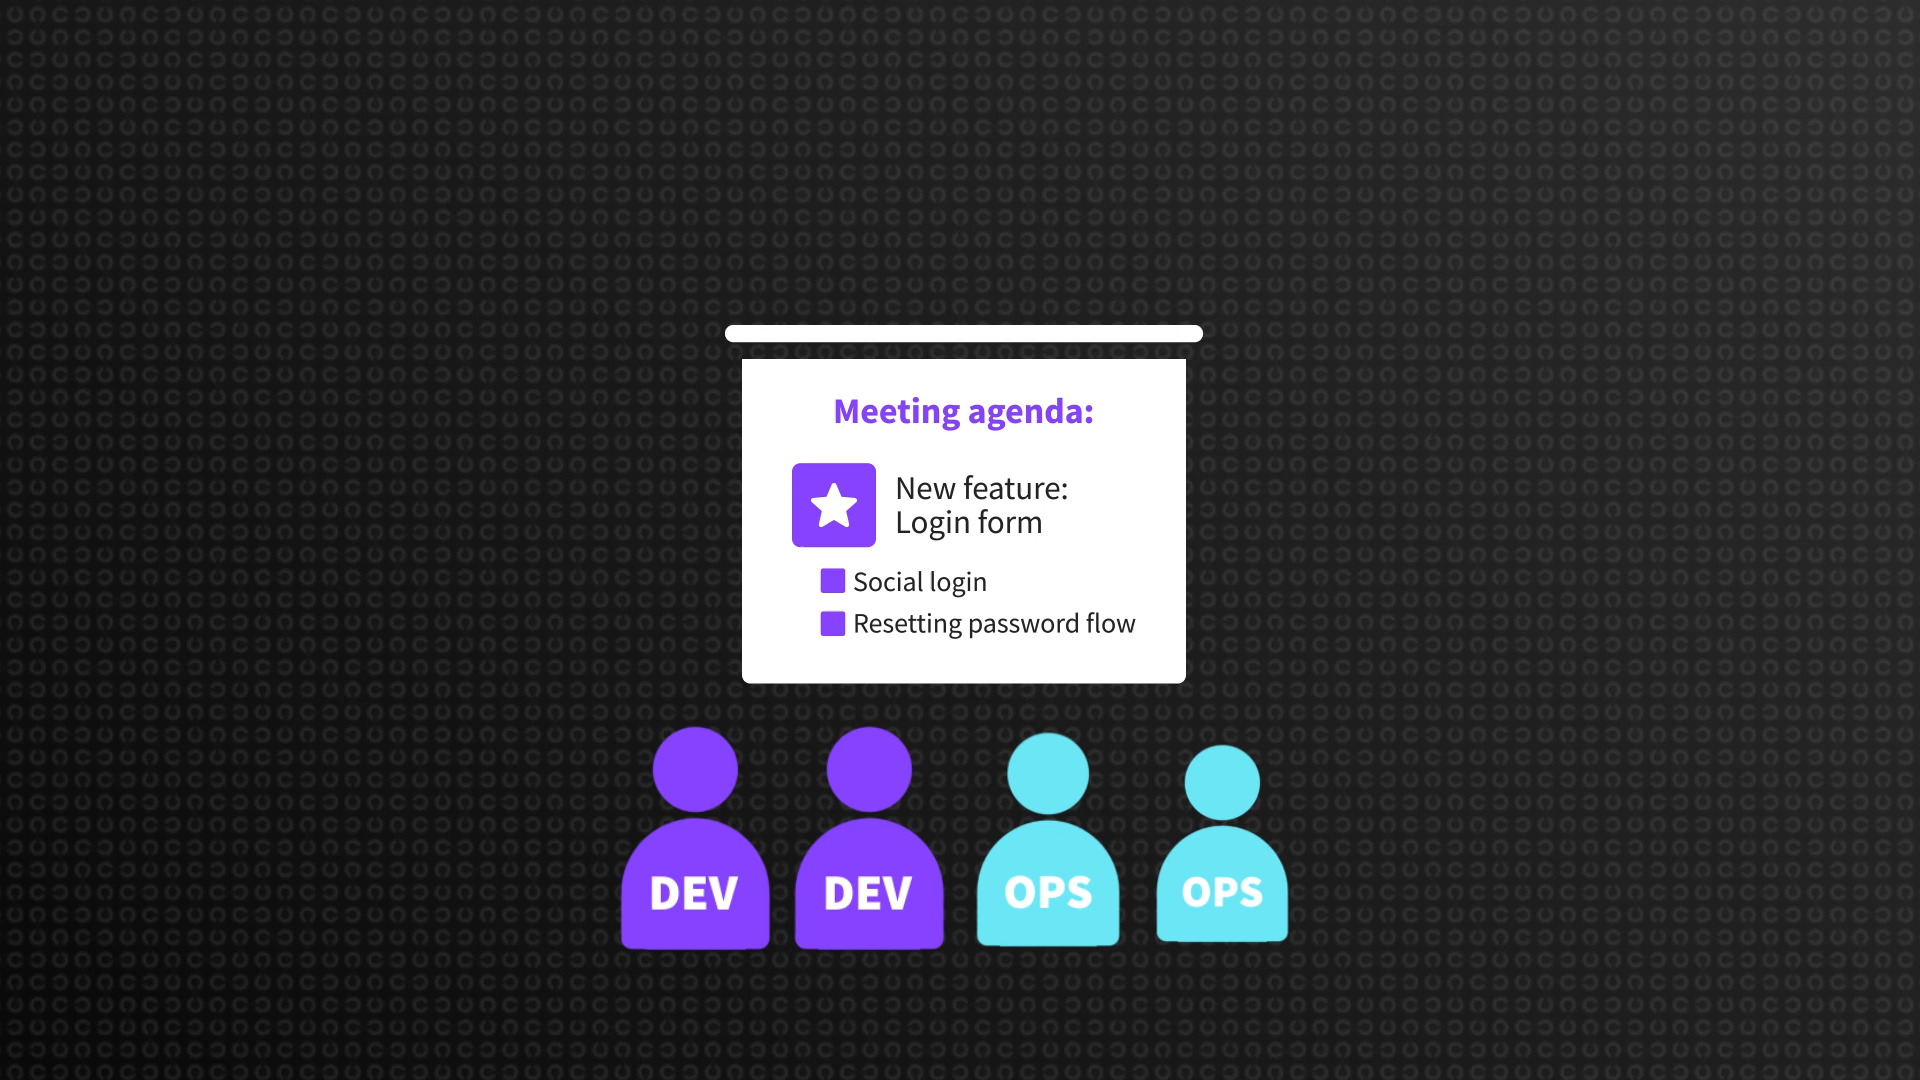 Meeting agenda:
New feature:
Login form
Social login
Resetting password flow
DEV DEV OPS OPS